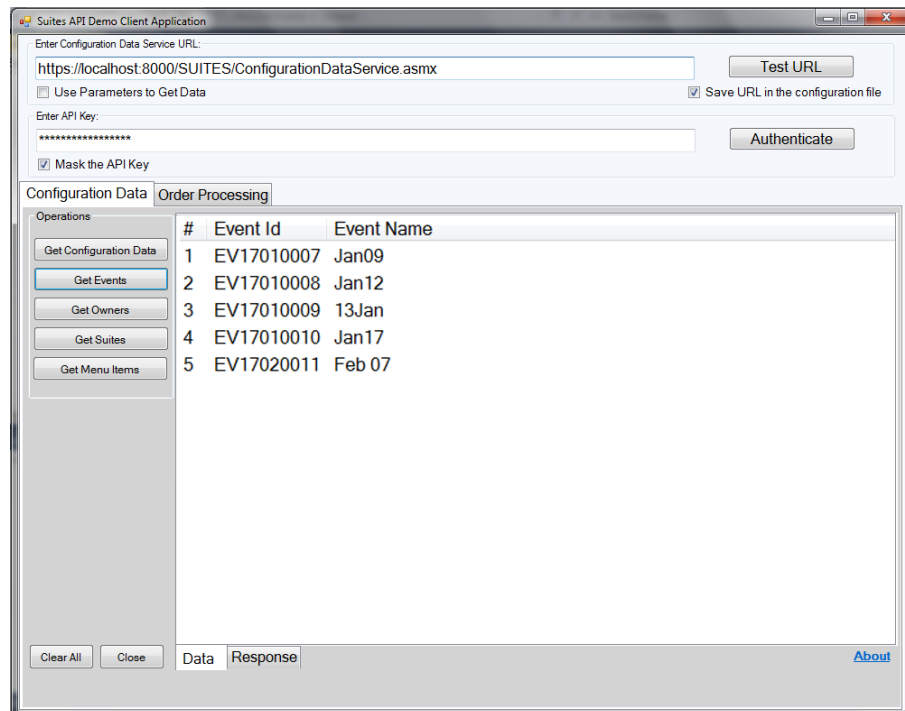 Suites API Demo Client Application
Enter Configuration Data Service URL:
https://localhost:8000/SUITES/ConfigurationDataService.asmx
Test URL
Use Parameters to Get Data
Save URL in the configuration file
Enter API Key:
*****************
Authenticate
Mask the API Key
Configuration Data Order Processing
Operations
Get Configuration Data
Get Events
Get Owners
Get Suites
Get Menu Items
# Event Id Event Name
1 EV17010007 Jan09
2 EV17010008 Jan12
3 EV17010009 13Jan
4 EV17010010 Jan17
5 EV17020011 Feb 07
Clear All Close
Data Response
About